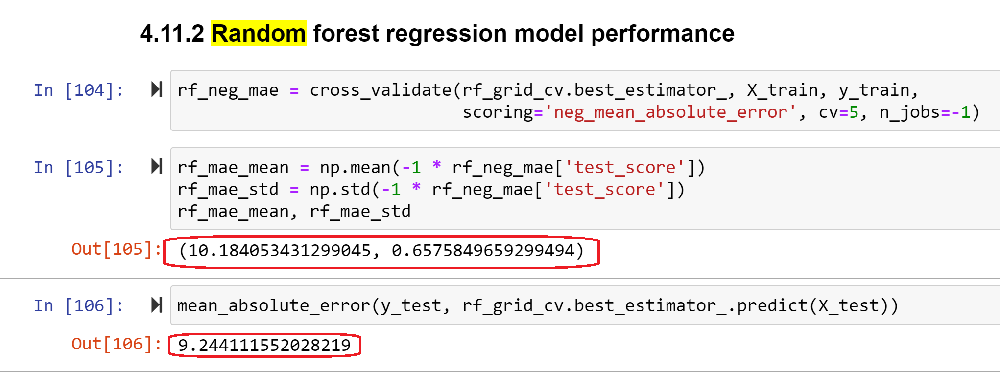 4.11.2 Random forest regression model performance
In [104]: rf_neg_mae = cross_validate(rf_grid_cv.best_estimator_, X_train, y_train,
scoring='neg_mean_absolute_error', cv=5, n_jobs=-1)
In [105]: rf_mae_mean = np.mean(-1 * rf_neg_mae['test_score'])
rf_mae_std = np.std(-1 * rf_neg_mae['test_score'])
rf_mae_mean, rf_mae_std
Out[105]: (10.184053431299045, 0.6575849659299494)
In [106]: mean_absolute_error(y_test, rf_grid_cv.best_estimator_.predict(X_test))
Out[106]: 9.244111552028219